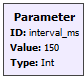 Parameter
ID: interval_ms
Value: 150
Type: Int